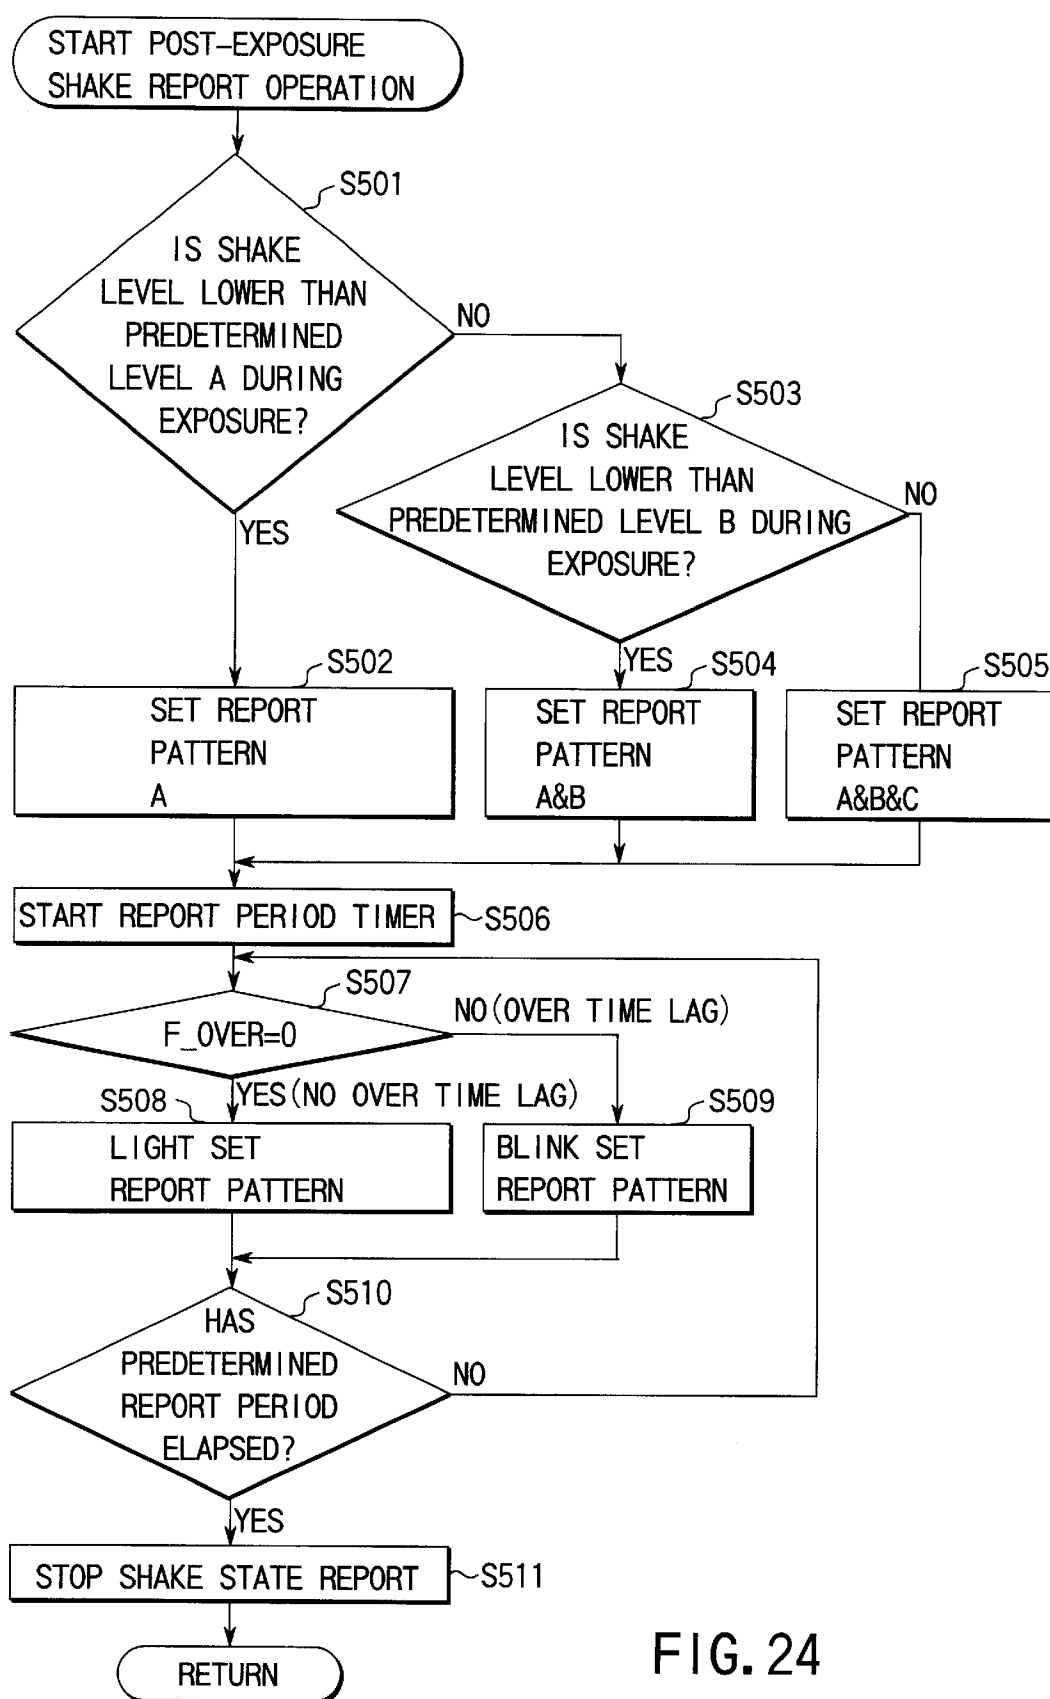 START POST-EXPOSURE
SHAKE REPORT OPERATION
S501
IS SHAKE
LEVEL LOWER THAN
PREDETERMINED
LEVEL A DURING
EXPOSURE?
NO
YES
S503
IS SHAKE
LEVEL LOWER THAN
PREDETERMINED LEVEL B DURING
EXPOSURE?
NO
YES
S502
SET REPORT
PATTERN
A
S504
SET REPORT
PATTERN
A&B
S505
SET REPORT
PATTERN
A&B&C
START REPORT PERIOD TIMER
S506
S507
F_OVER=0
NO(OVER TIME LAG)
YES(NO OVER TIME LAG)
S508
LIGHT SET
REPORT PATTERN
S509
BLINK SET
REPORT PATTERN
S510
HAS
PREDETERMINED
REPORT PERIOD
ELAPSED?
NO
YES
STOP SHAKE STATE REPORT
S511
RETURN
FIG. 24